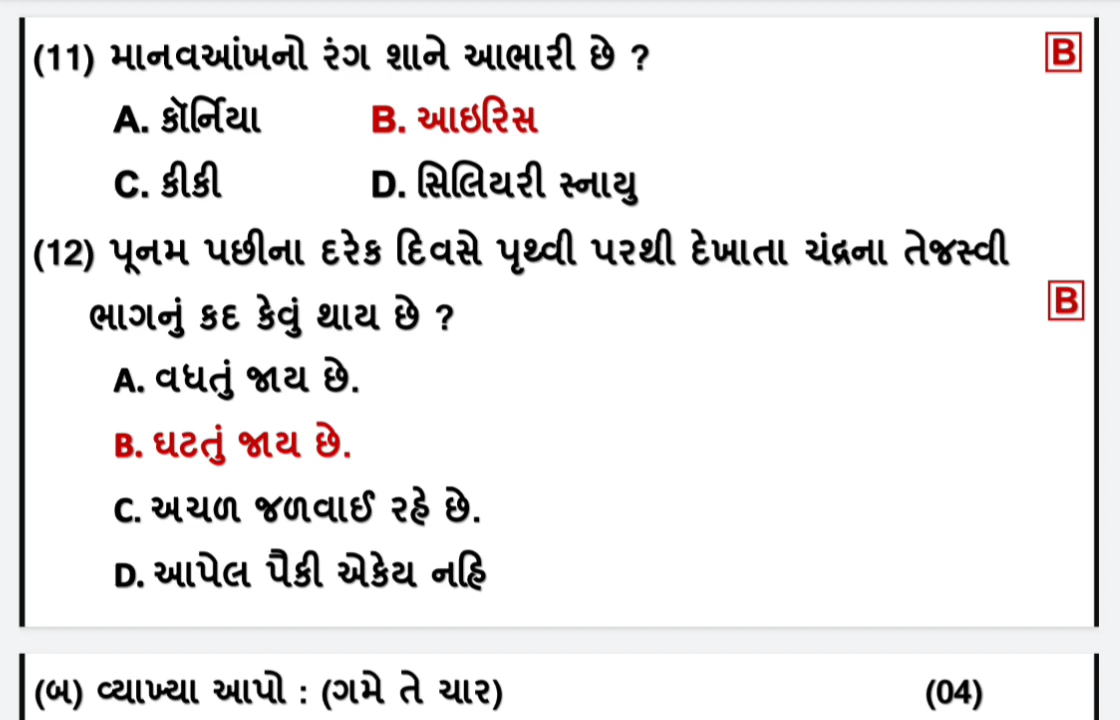 (11) માનવઆંખનો રંગ શાને આભારી છે ? B
A. કૉર્નિયા B. આઇરિસ
C. કીકી D. સિલિયરી સ્નાયુ
(12) પૂનમ પછીના દરેક દિવસે પૃથ્વી પરથી દેખાતા ચંદ્રના તેજસ્વી
ભાગનું કદ કેવું થાય છે ? B
A. વધતું જાય છે.
B. ઘટતું જાય છે.
C. અચળ જળવાઈ રહે છે.
D. આપેલ પૈકી એકેય નહિ
(બ) વ્યાખ્યા આપો : (ગમે તે ચાર) (04)